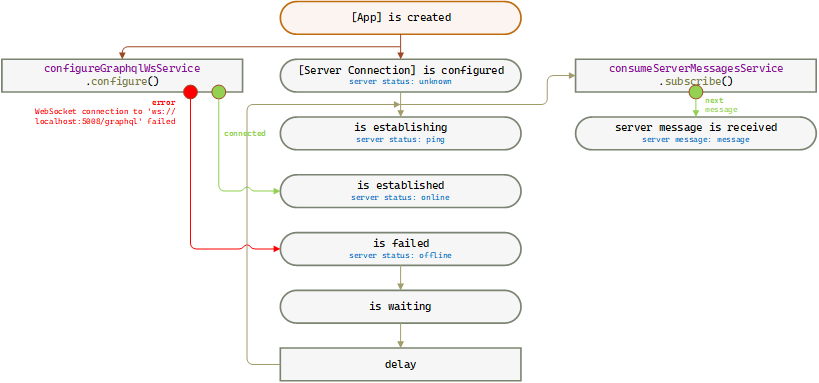 [App] is created
configureGraphqlWsService
.configure()
[Server Connection] is configured
server status: unknown
consumeServerMessagesService
.subscribe()
error
WebSocket connection to 'ws://
localhost:5008/graphql' failed
connected
next
message
is establishing
server status: ping
server message is received
server message: message
is established
server status: online
is failed
server status: offline
is waiting
delay